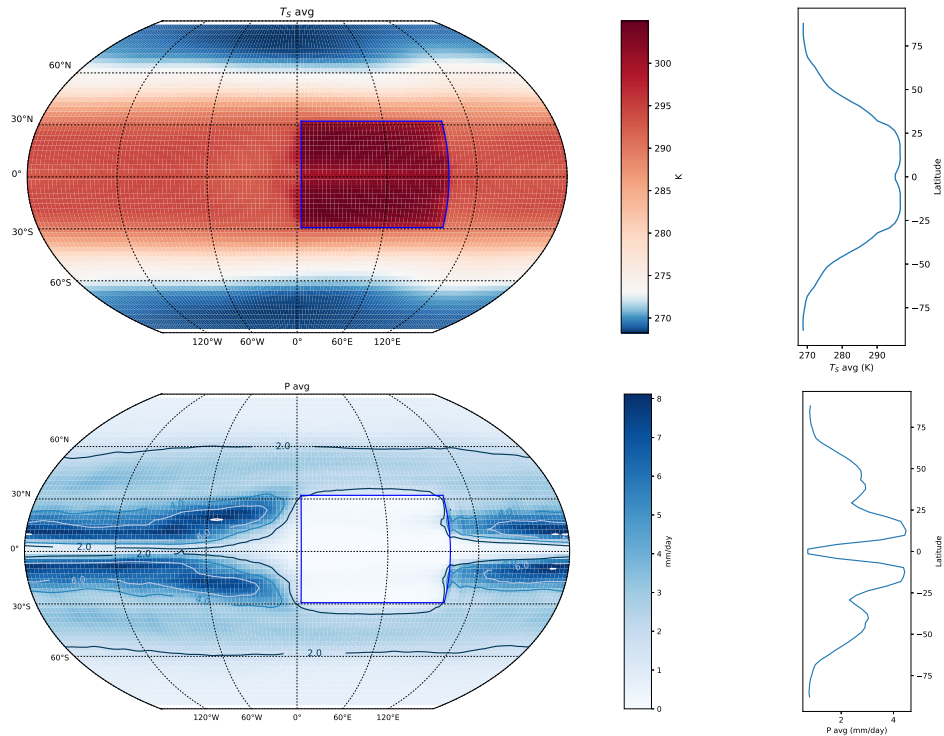 T_S avg
60°N
30°N
0°
30°S
60°S
120°W 60°W 0° 60°E 120°E
300
295
290
285
280
275
270
K
75
50
25
0
−25
−50
−75
Latitude
270 280 290
T_S avg (K)
P avg
60°N
30°N
0°
30°S
60°S
2.0
2.0
2.0
6.0
6.0
2.0
120°W 60°W 0° 60°E 120°E
8
7
6
5
4
3
2
1
0
mm/day
75
50
25
0
−25
−50
−75
Latitude
2 4
P avg (mm/day)